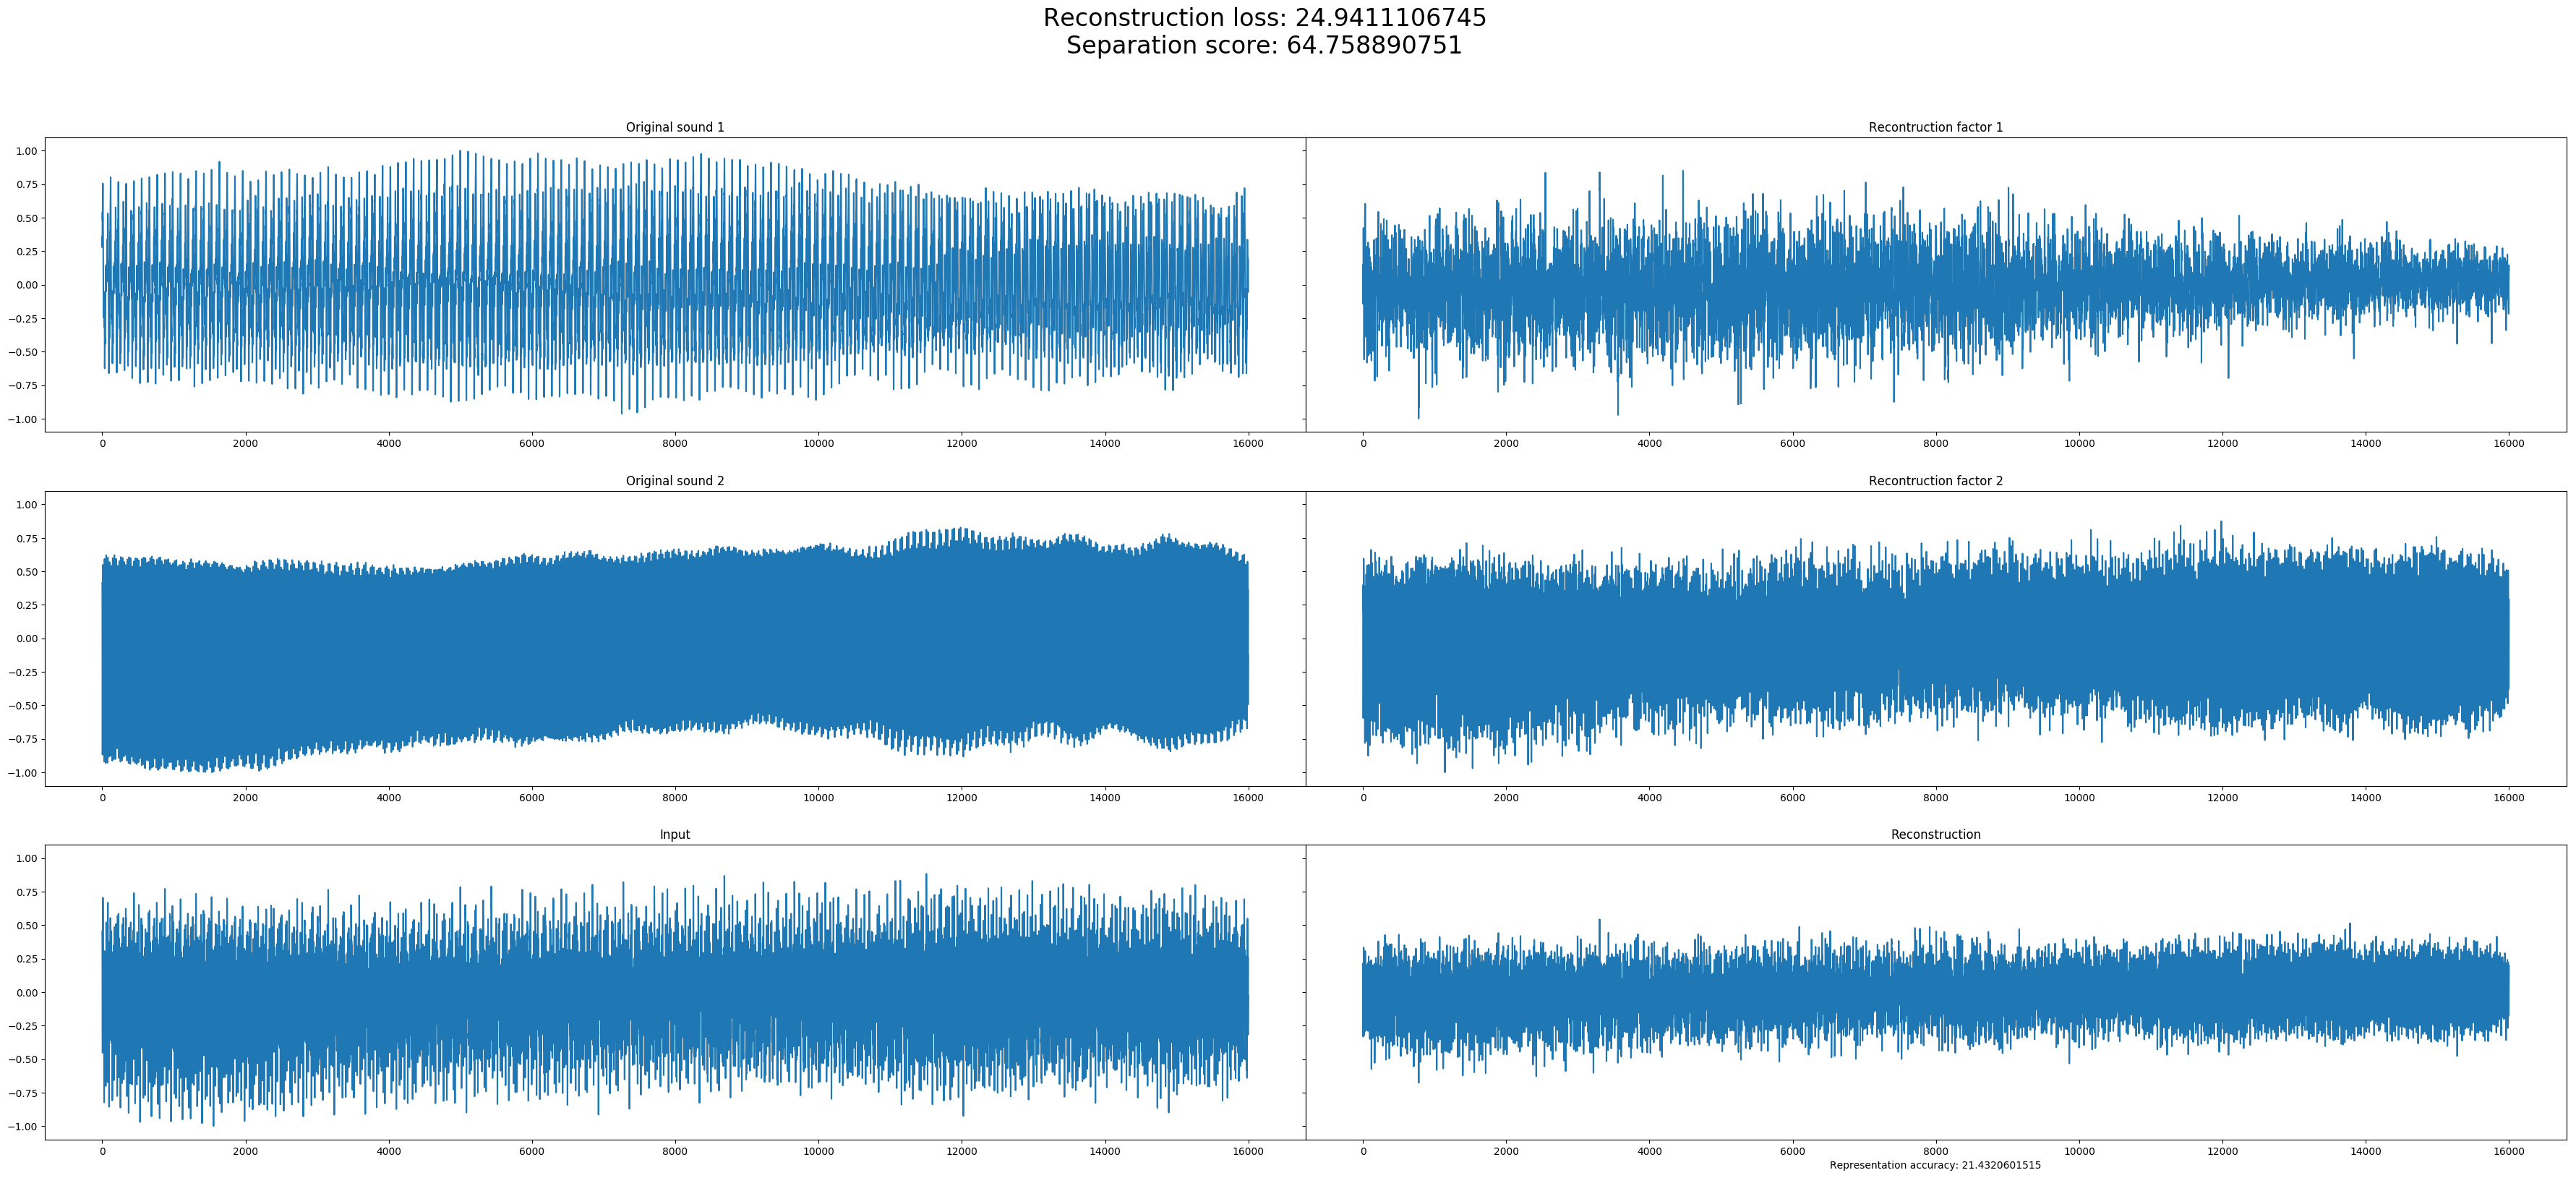 Reconstruction loss: 24.9411106745
Separation score: 64.758890751
Original sound 1
Recontruction factor 1
1.00
0.75
0.50
0.25
0.00
−0.25
−0.50
−0.75
−1.00
0 2000 4000 6000 8000 10000 12000 14000 16000
0 2000 4000 6000 8000 10000 12000 14000 16000
Original sound 2
Recontruction factor 2
1.00
0.75
0.50
0.25
0.00
−0.25
−0.50
−0.75
−1.00
0 2000 4000 6000 8000 10000 12000 14000 16000
0 2000 4000 6000 8000 10000 12000 14000 16000
Input
Reconstruction
1.00
0.75
0.50
0.25
0.00
−0.25
−0.50
−0.75
−1.00
0 2000 4000 6000 8000 10000 12000 14000 16000
0 2000 4000 6000 8000 10000 12000 14000 16000
Representation accuracy: 21.4320601515